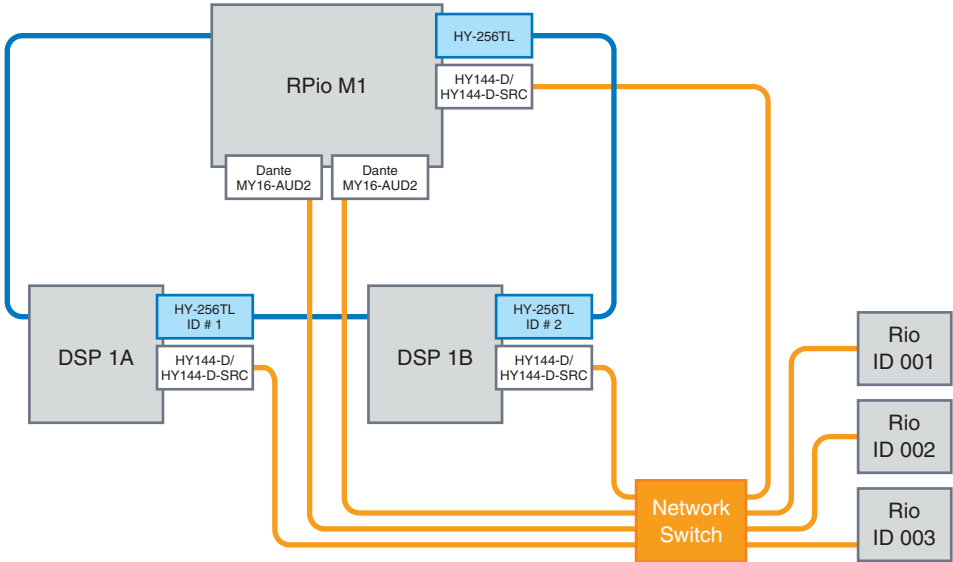 HY-256TL
RPio M1
HY144-D/
HY144-D-SRC
Dante
MY16-AUD2
Dante
MY16-AUD2
DSP 1A
HY-256TL
ID # 1
HY144-D/
HY144-D-SRC
DSP 1B
HY-256TL
ID # 2
HY144-D/
HY144-D-SRC
Rio
ID 001
Rio
ID 002
Network
Switch
Rio
ID 003